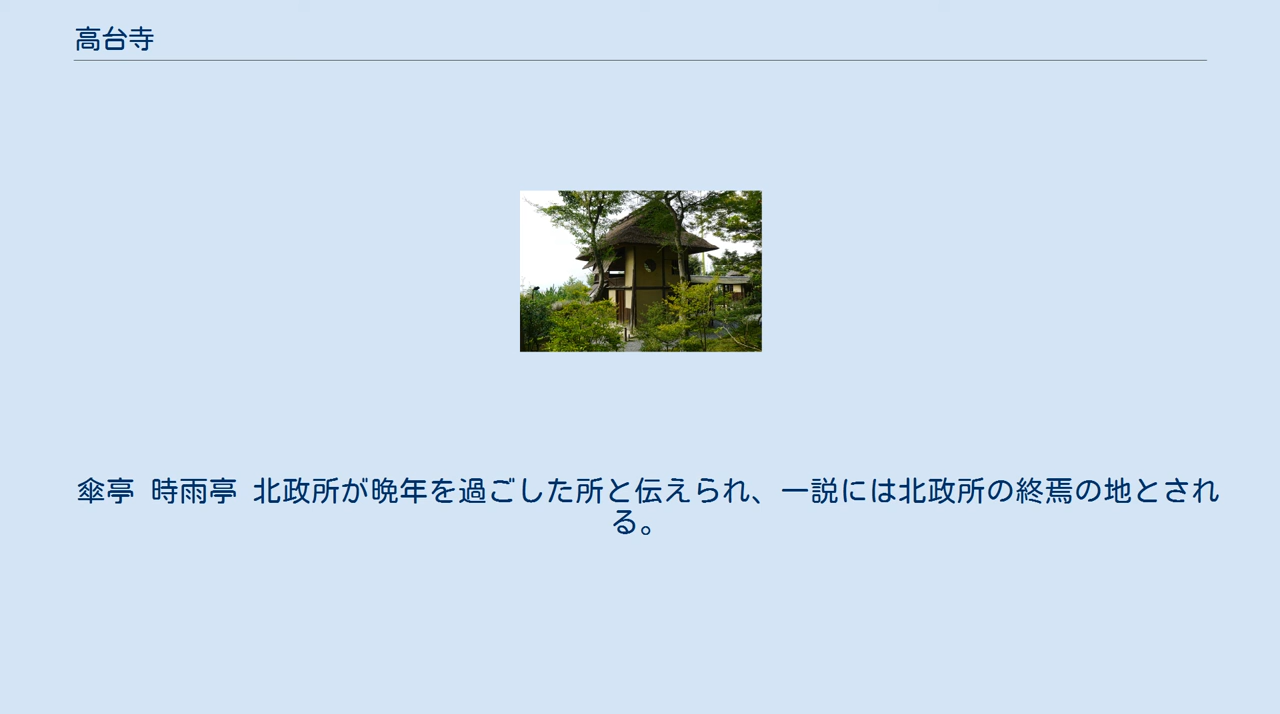 高台寺
傘亭 時雨亭 北政所が晩年を過ごした所と伝えられ、一説には北政所の終焉の地とされ
る。